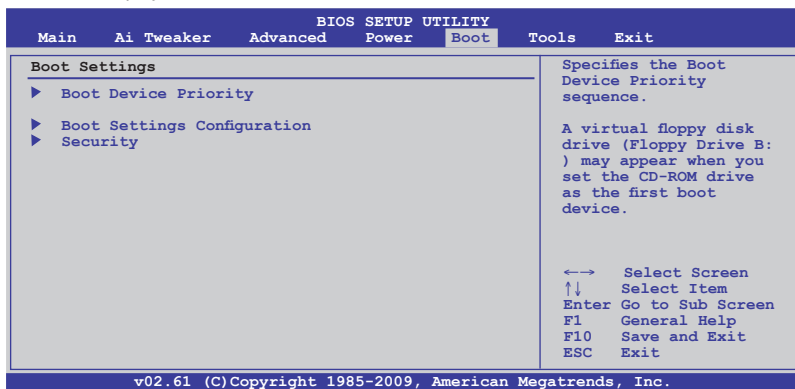 BIOS SETUP UTILITY
Main Ai Tweaker Advanced Power Boot Tools Exit
Boot Settings
Boot Device Priority
Boot Settings Configuration
Security
Specifies the Boot
Device Priority
sequence.
A virtual floppy disk
drive (Floppy Drive B:
) may appear when you
set the CD-ROM drive
as the first boot
device.
←→ Select Screen
↑↓ Select Item
Enter Go to Sub Screen
F1 General Help
F10 Save and Exit
ESC Exit
v02.61 (C)Copyright 1985-2009, American Megatrends, Inc.